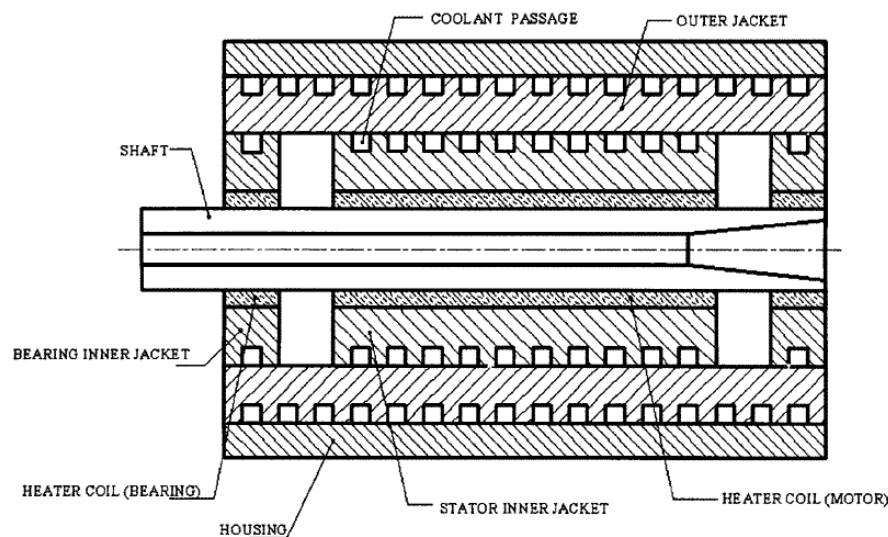 COOLANT PASSAGE
OUTER JACKET
SHAFT
BEARING INNER JACKET
HEATER COIL (BEARING)
STATOR INNER JACKET
HEATER COIL (MOTOR)
HOUSING